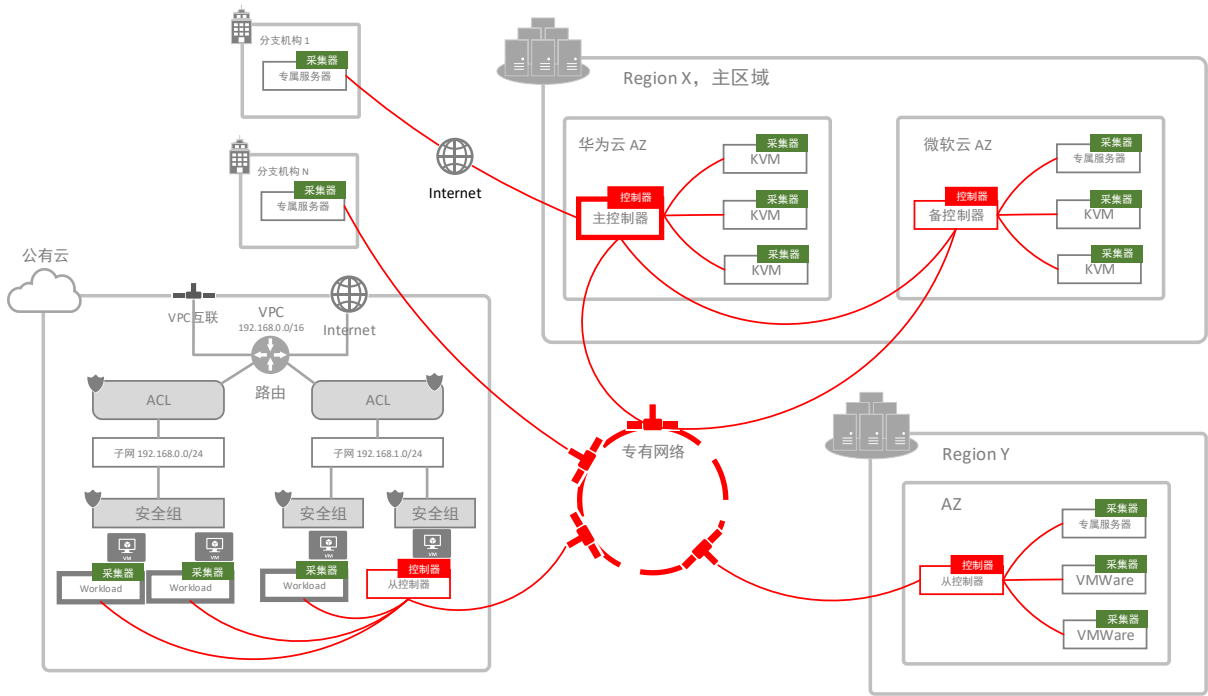 分支机构 1
采集器
专属服务器
分支机构 N
采集器
专属服务器
Internet
Region X，主区域
华为云 AZ
采集器
KVM
控制器
主控制器
采集器
KVM
采集器
KVM
微软云 AZ
采集器
专属服务器
控制器
备控制器
采集器
KVM
采集器
KVM
公有云
VPC互联
VPC
192.168.0.0/16
Internet
路由
ACL
ACL
子网 192.168.0.0/24
子网 192.168.1.0/24
安全组
安全组
安全组
VM
VM
VM
VM
采集器
Workload
采集器
Workload
采集器
Workload
控制器
从控制器
专有网络
Region Y
AZ
采集器
专属服务器
控制器
从控制器
采集器
VMWare
采集器
VMWare